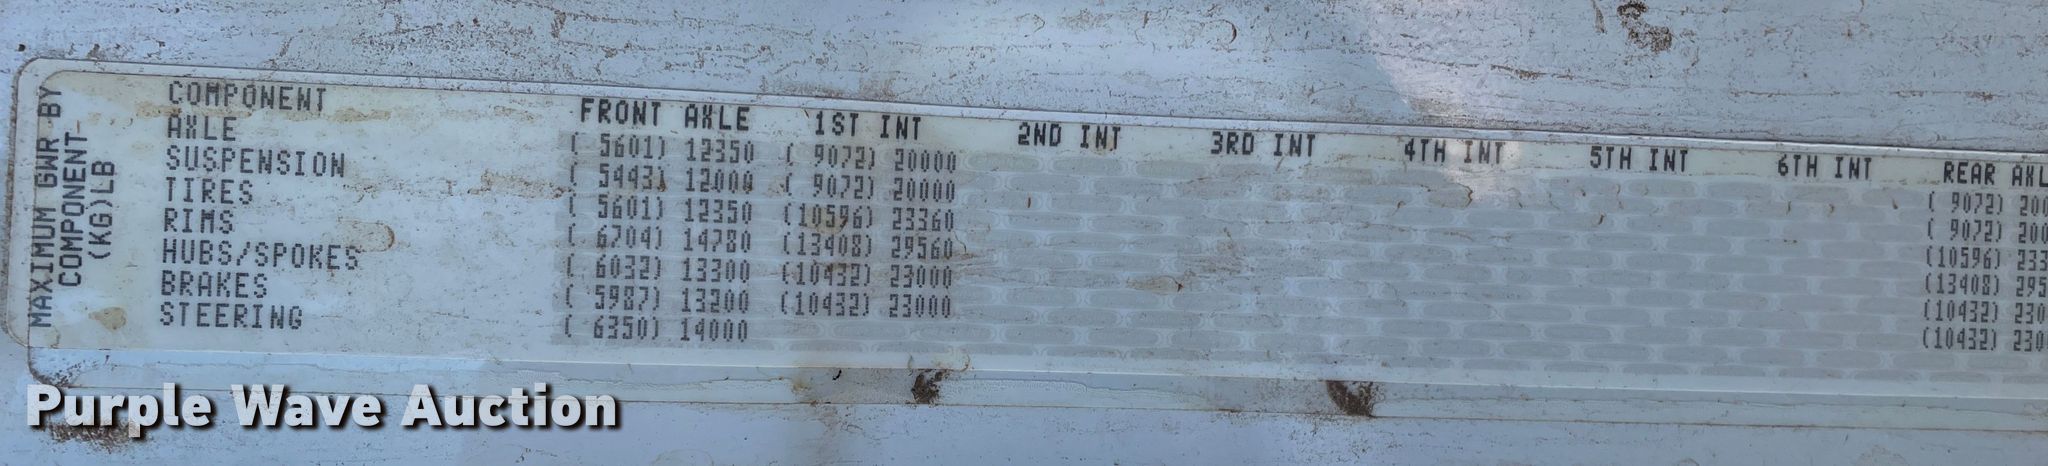 MAXIMUM GWR BY
COMPONENT
(KG)LB
COMPONENT FRONT AXLE 1ST INT 2ND INT 3RD INT 4TH INT 5TH INT 6TH INT REAR AXL
AXLE ( 5601) 12350 ( 9072) 20000 ( 9072) 200
SUSPENSION ( 5443) 12000 ( 9072) 20000 ( 9072) 200
TIRES ( 5601) 12350 (10596) 23360 (10596) 233
RIMS ( 6704) 14780 (13408) 29560 (13408) 295
HUBS/SPOKES ( 6032) 13300 (10432) 23000 (10432) 230
BRAKES ( 5987) 13200 (10432) 23000 (10432) 230
STEERING ( 6350) 14000
Purple Wave Auction